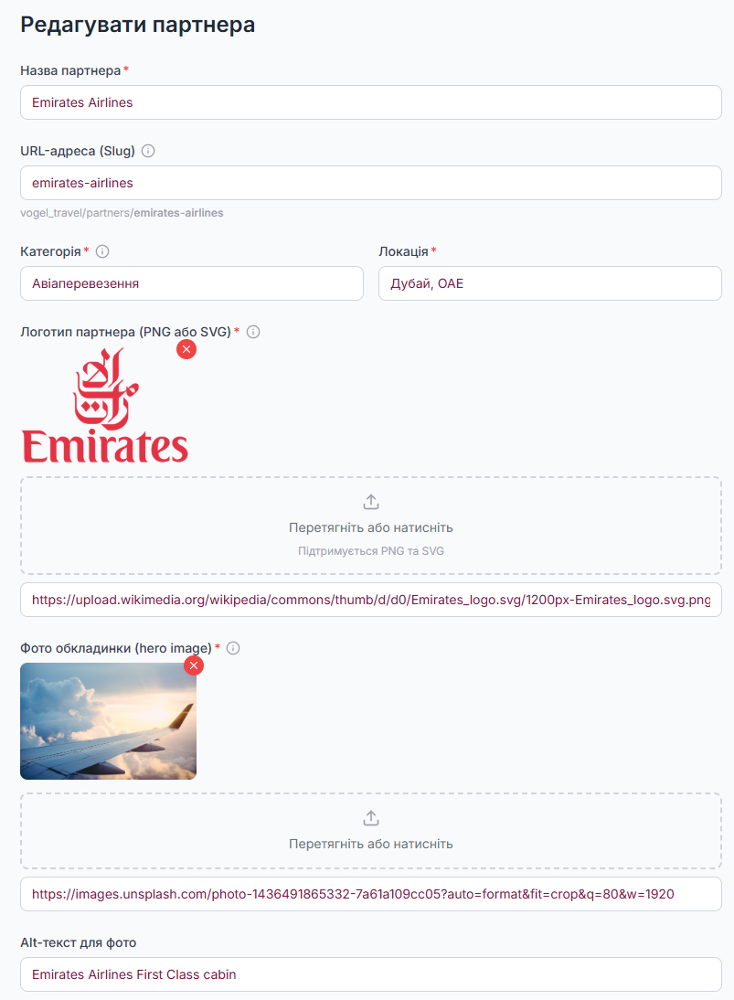 Редагувати партнера
Назва партнера*
Emirates Airlines
URL-адреса (Slug)
emirates-airlines
vogel_travel/partners/emirates-airlines
Категорія* Локація*
Авіаперевезення Дубай, ОАЕ
Логотип партнера (PNG або SVG)*
Emirates
Перетягніть або натисніть
Підтримується PNG та SVG
https://upload.wikimedia.org/wikipedia/commons/thumb/d/d0/Emirates_logo.svg/1200px-Emirates_logo.svg.png
Фото обкладинки (hero image)*
Перетягніть або натисніть
https://images.unsplash.com/photo-1436491865332-7a61a109cc05?auto=format&fit=crop&q=80&w=1920
Alt-текст для фото
Emirates Airlines First Class cabin